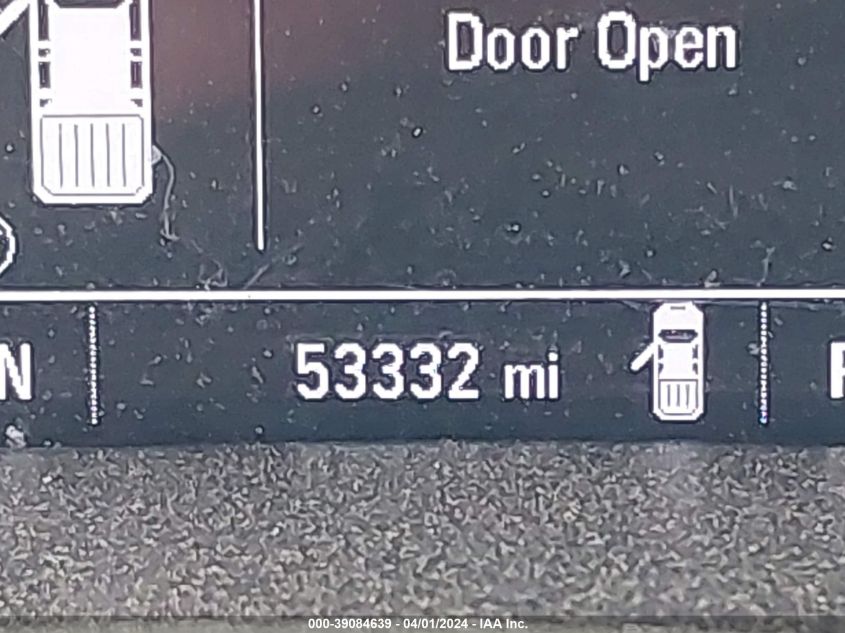 Door Open
N
53332 mi
000-39084639 - 04/01/2024 - IAA Inc.